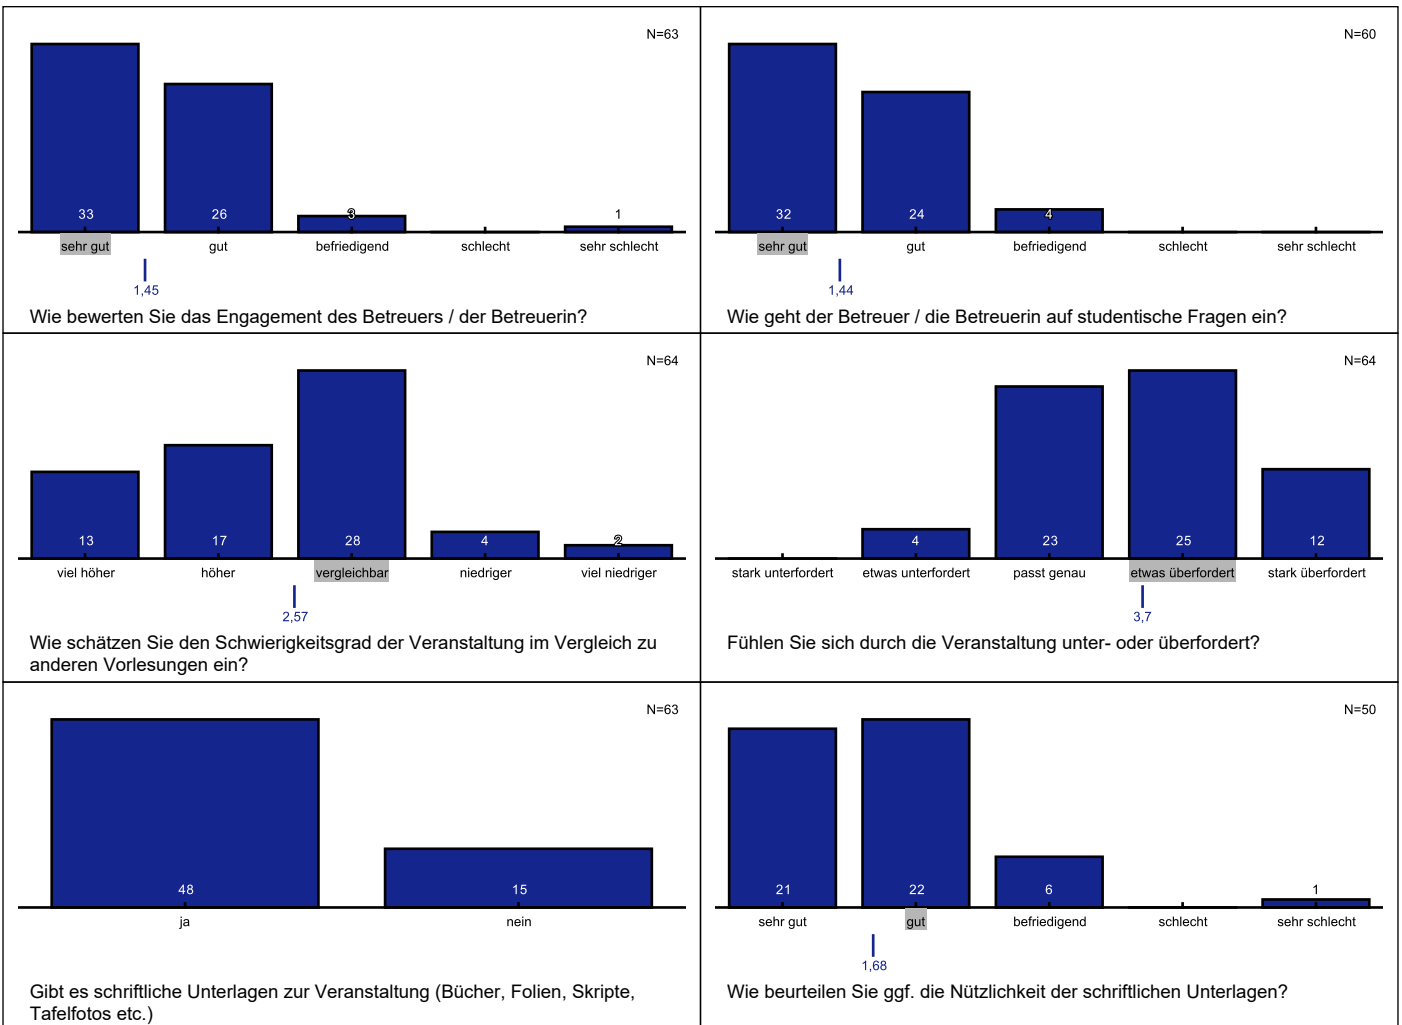 N=63
33 26 3 1
sehr gut gut befriedigend schlecht sehr schlecht
1,45
Wie bewerten Sie das Engagement des Betreuers / der Betreuerin?
N=60
32 24 4
sehr gut gut befriedigend schlecht sehr schlecht
1,44
Wie geht der Betreuer / die Betreuerin auf studentische Fragen ein?
N=64
13 17 28 4 2
viel höher höher vergleichbar niedriger viel niedriger
2,57
Wie schätzen Sie den Schwierigkeitsgrad der Veranstaltung im Vergleich zu
anderen Vorlesungen ein?
N=64
4 23 25 12
stark unterfordert etwas unterfordert passt genau etwas überfordert stark überfordert
3,7
Fühlen Sie sich durch die Veranstaltung unter- oder überfordert?
N=63
48 15
ja nein
Gibt es schriftliche Unterlagen zur Veranstaltung (Bücher, Folien, Skripte,
Tafelfotos etc.)
N=50
21 22 6 1
sehr gut gut befriedigend schlecht sehr schlecht
1,68
Wie beurteilen Sie ggf. die Nützlichkeit der schriftlichen Unterlagen?